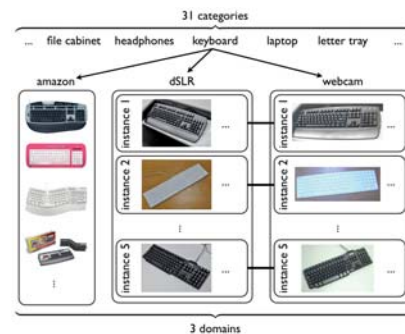 31 categories
... file cabinet headphones keyboard laptop letter tray ...
amazon dSLR webcam
instance 1 ... instance 1 ...
instance 2 ... instance 2 ...
... ... ...
instance 5 ... instance 5 ...
3 domains